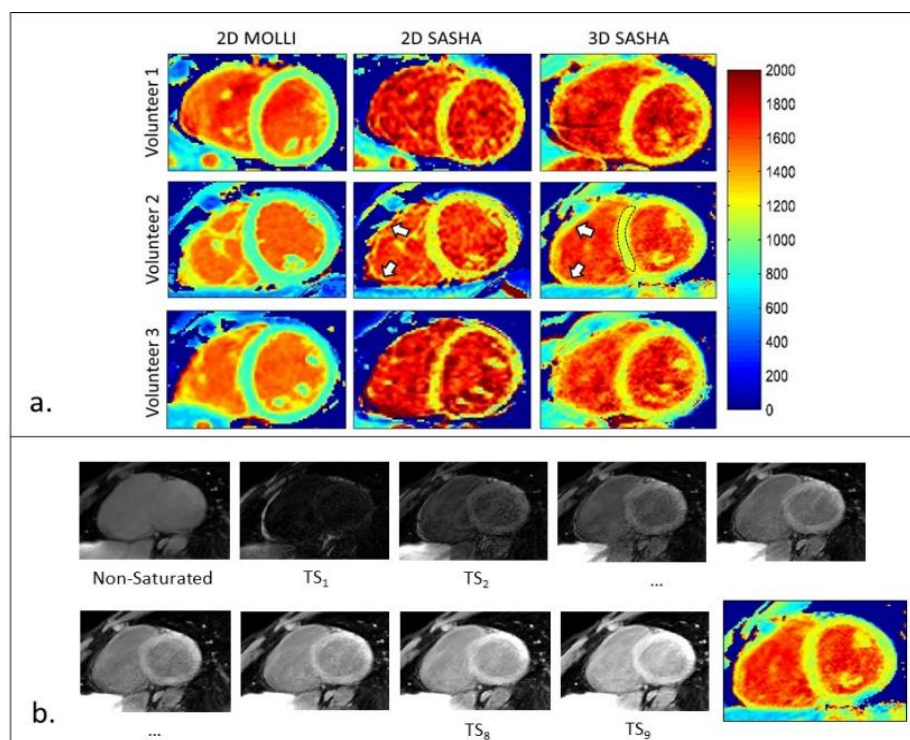 2D MOLLI 2D SASHA 3D SASHA
Volunteer 1
Volunteer 2
Volunteer 3
2000
1800
1600
1400
1200
1000
800
600
400
200
0
a.
Non-Saturated TS₁ TS₂ ...
... TS₈ TS₉
b.